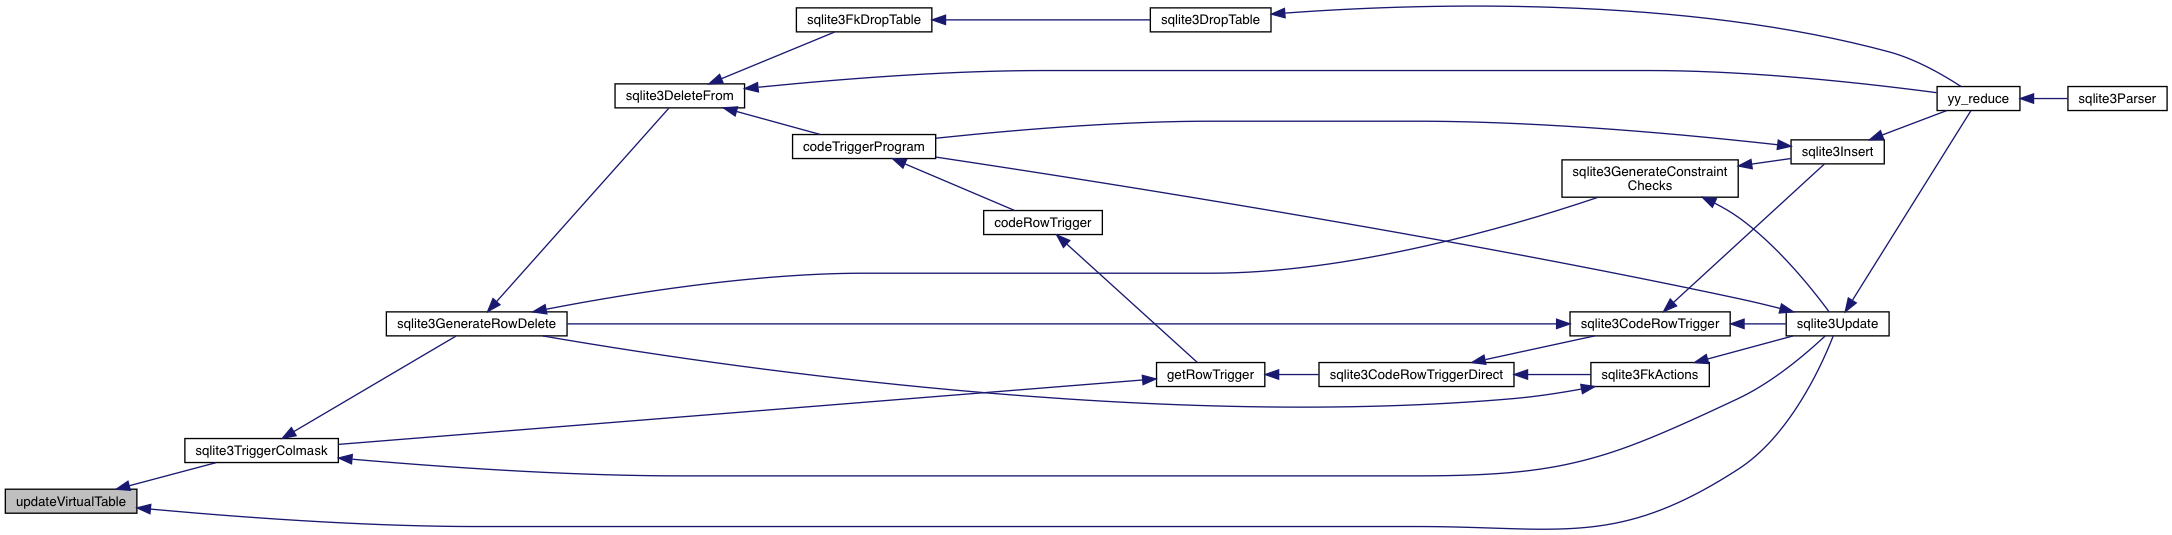 sqlite3FkDropTable
sqlite3DropTable
sqlite3DeleteFrom
yy_reduce
sqlite3Parser
codeTriggerProgram
sqlite3Insert
sqlite3GenerateConstraint
Checks
codeRowTrigger
sqlite3GenerateRowDelete
sqlite3CodeRowTrigger
sqlite3Update
getRowTrigger
sqlite3CodeRowTriggerDirect
sqlite3FkActions
sqlite3TriggerColmask
updateVirtualTable